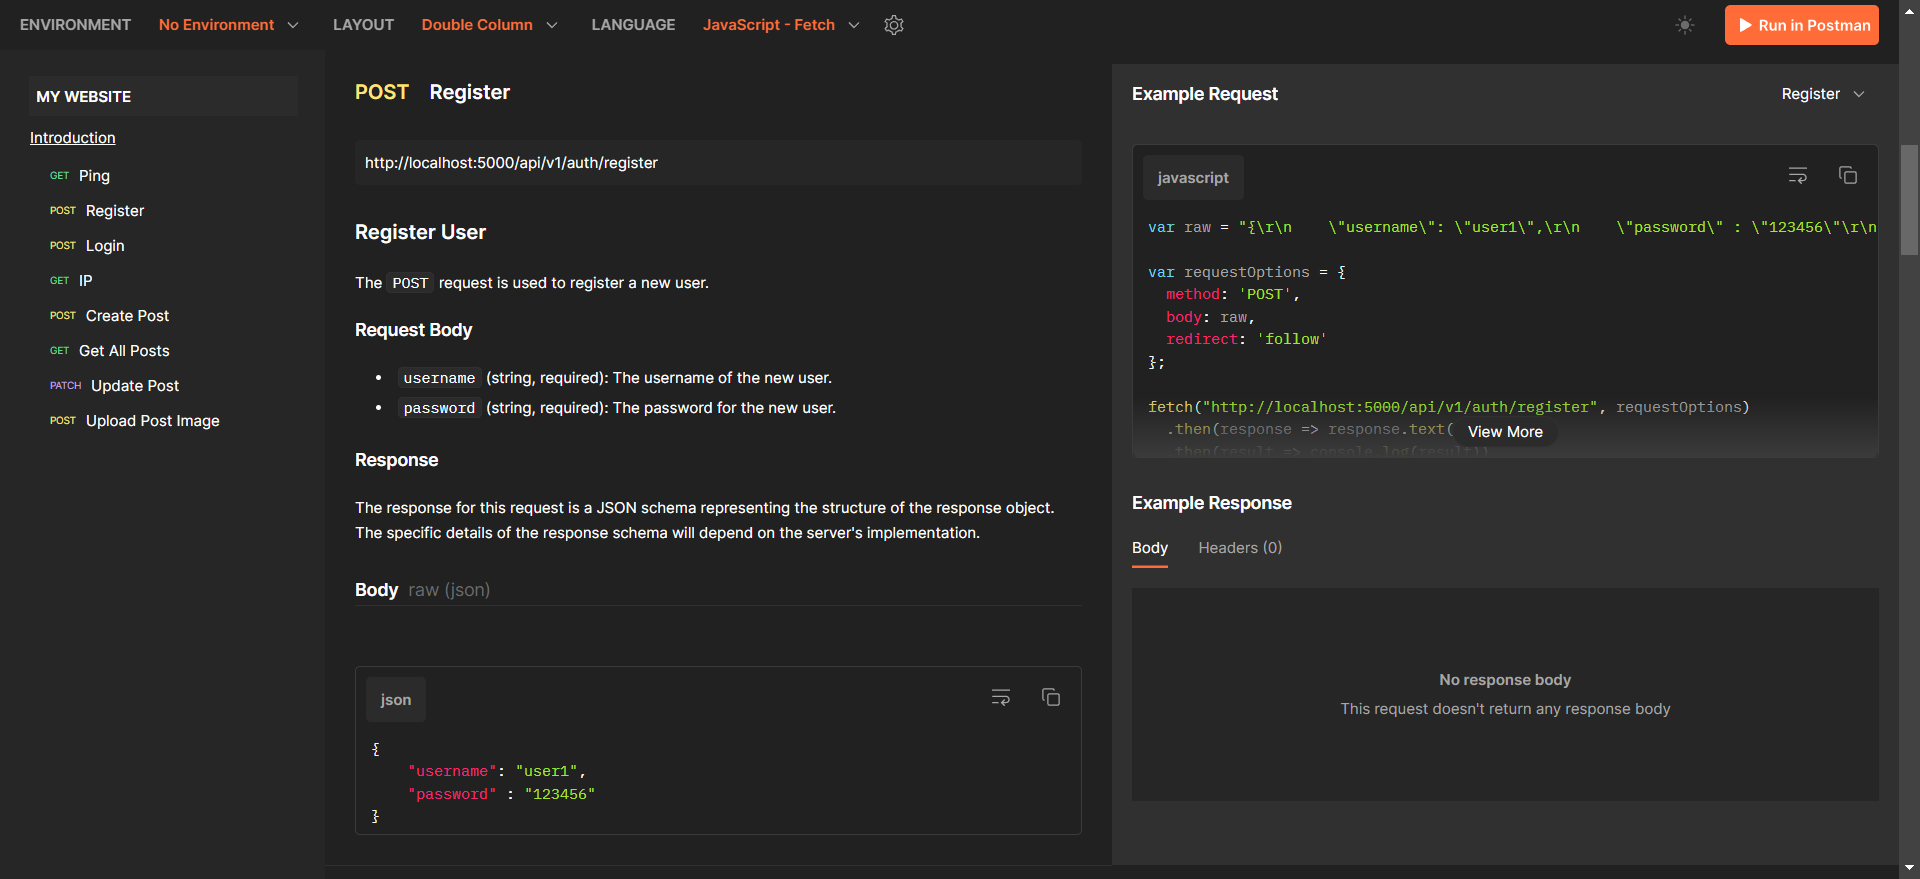 ENVIRONMENT No Environment LAYOUT Double Column LANGUAGE JavaScript - Fetch Run in Postman
MY WEBSITE
Introduction
GET Ping
POST Register
POST Login
GET IP
POST Create Post
GET Get All Posts
PATCH Update Post
POST Upload Post Image
POST Register
http://localhost:5000/api/v1/auth/register
Register User
The POST request is used to register a new user.
Request Body
• username (string, required): The username of the new user.
• password (string, required): The password for the new user.
Response
The response for this request is a JSON schema representing the structure of the response object.
The specific details of the response schema will depend on the server's implementation.
Body raw (json)
json
{
    "username": "user1",
    "password" : "123456"
}
Example Request Register
javascript
var raw = "{\r\n    \"username\": \"user1\",\r\n    \"password\" : \"123456\"\r\n
var requestOptions = {
  method: 'POST',
  body: raw,
  redirect: 'follow'
};
fetch("http://localhost:5000/api/v1/auth/register", requestOptions)
  .then(response => response.text(
View More
  .then(result => console.log(result))
Example Response
Body Headers (0)
No response body
This request doesn't return any response body